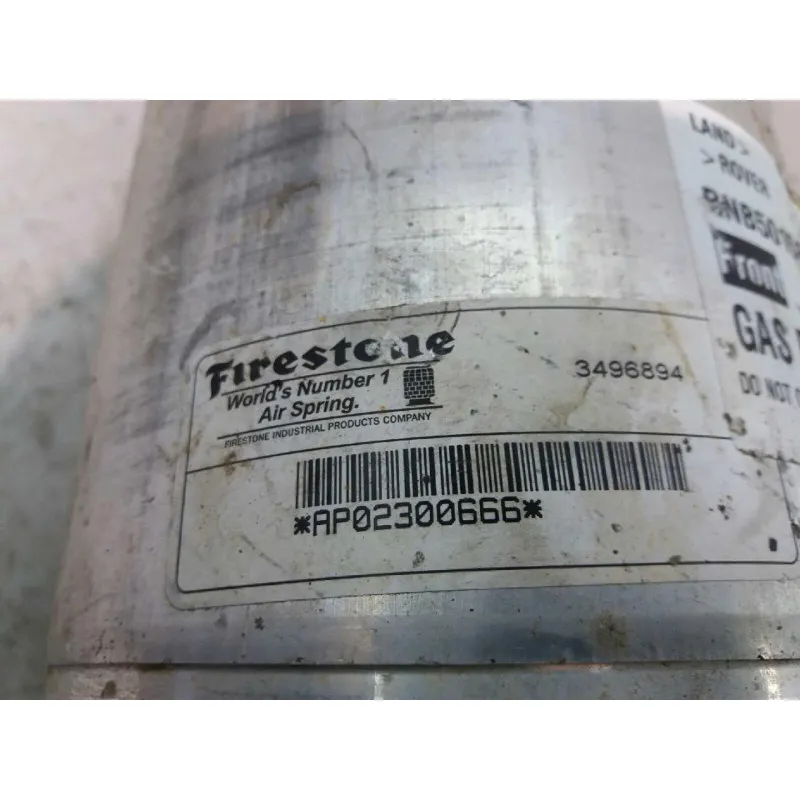 LAND>
>ROVER
Front
GAS
DO NOT
Firestone
World's Number 1
Air Spring.
FIRESTONE INDUSTRIAL PRODUCTS COMPANY
3496894
*AP02300666*